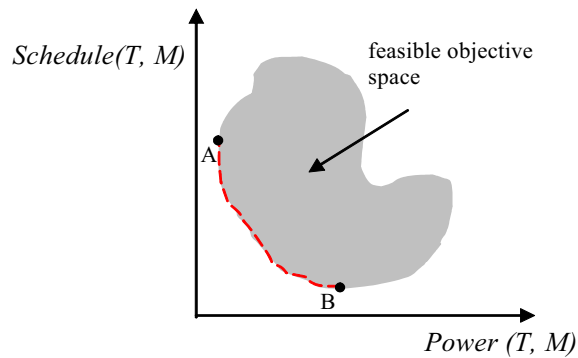 feasible objective
space
Schedule(T, M)
A
B
Power (T, M)